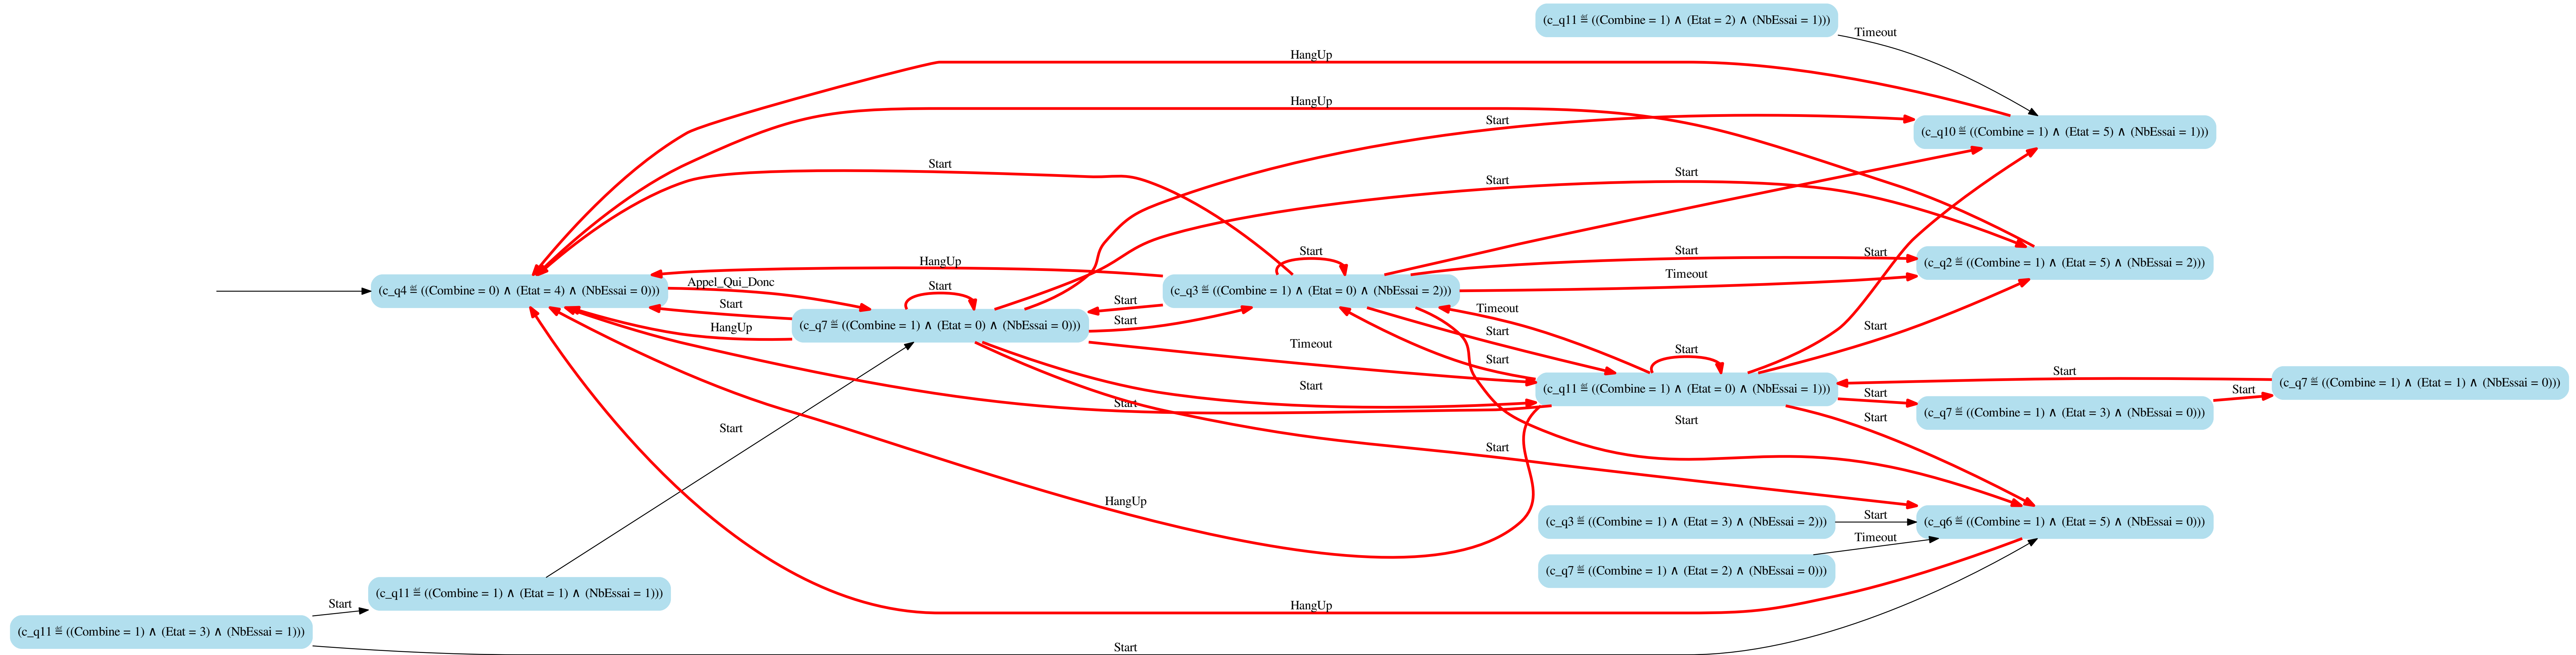 (c_q11 ≝ ((Combine = 1) ∧ (Etat = 2) ∧ (NbEssai = 1)))
Timeout
HangUp
HangUp
Start
(c_q10 ≝ ((Combine = 1) ∧ (Etat = 5) ∧ (NbEssai = 1)))
Start
Start
Start
HangUp
Start
Start
Start
(c_q2 ≝ ((Combine = 1) ∧ (Etat = 5) ∧ (NbEssai = 2)))
Timeout
Appel_Qui_Donc
(c_q4 ≝ ((Combine = 0) ∧ (Etat = 4) ∧ (NbEssai = 0)))
Start
(c_q3 ≝ ((Combine = 1) ∧ (Etat = 0) ∧ (NbEssai = 2)))
Start
Start
Timeout
HangUp
(c_q7 ≝ ((Combine = 1) ∧ (Etat = 0) ∧ (NbEssai = 0)))
Start
Start
Start
Timeout
Start
Start
Start
(c_q7 ≝ ((Combine = 1) ∧ (Etat = 1) ∧ (NbEssai = 0)))
Start
(c_q11 ≝ ((Combine = 1) ∧ (Etat = 0) ∧ (NbEssai = 1)))
Start
Start
Start
(c_q7 ≝ ((Combine = 1) ∧ (Etat = 3) ∧ (NbEssai = 0)))
Start
Start
Start
Start
HangUp
(c_q3 ≝ ((Combine = 1) ∧ (Etat = 3) ∧ (NbEssai = 2)))
Start
(c_q6 ≝ ((Combine = 1) ∧ (Etat = 5) ∧ (NbEssai = 0)))
Timeout
(c_q7 ≝ ((Combine = 1) ∧ (Etat = 2) ∧ (NbEssai = 0)))
(c_q11 ≝ ((Combine = 1) ∧ (Etat = 1) ∧ (NbEssai = 1)))
Start
HangUp
(c_q11 ≝ ((Combine = 1) ∧ (Etat = 3) ∧ (NbEssai = 1)))
Start